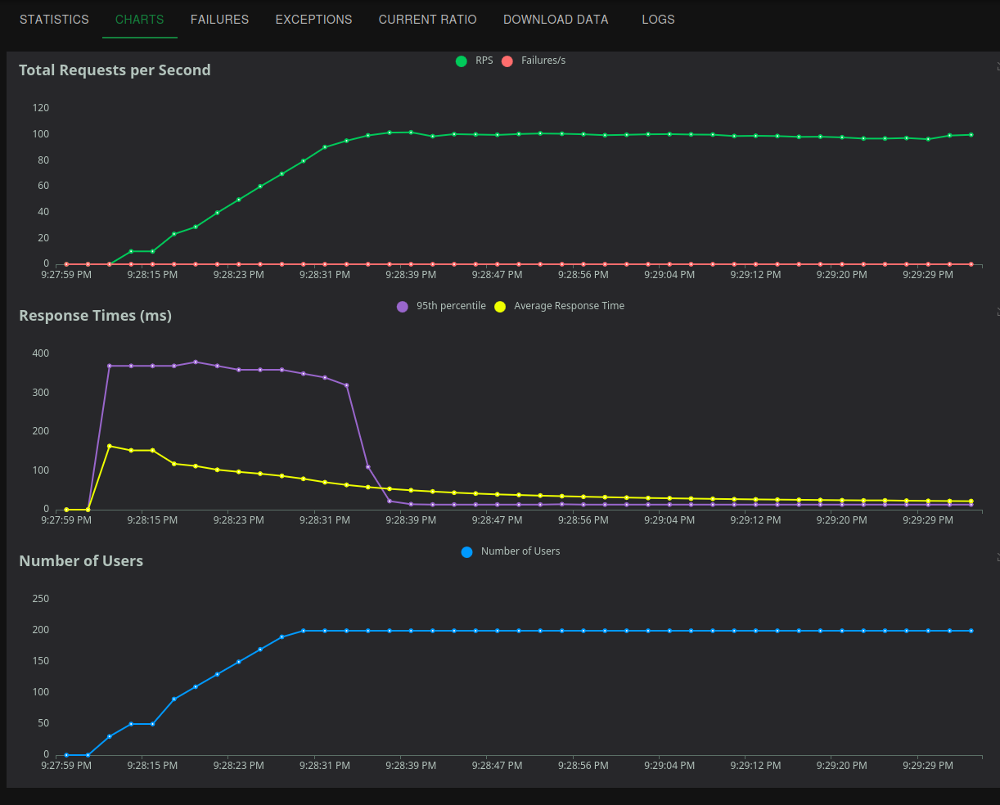 STATISTICS CHARTS FAILURES EXCEPTIONS CURRENT RATIO DOWNLOAD DATA LOGS
Total Requests per Second
RPS Failures/s
120
100
80
60
40
20
0
9:27:59 PM 9:28:15 PM 9:28:23 PM 9:28:31 PM 9:28:39 PM 9:28:47 PM 9:28:56 PM 9:29:04 PM 9:29:12 PM 9:29:20 PM 9:29:29 PM
Response Times (ms)
95th percentile Average Response Time
400
300
200
100
0
9:27:59 PM 9:28:15 PM 9:28:23 PM 9:28:31 PM 9:28:39 PM 9:28:47 PM 9:28:56 PM 9:29:04 PM 9:29:12 PM 9:29:20 PM 9:29:29 PM
Number of Users
Number of Users
250
200
150
100
50
0
9:27:59 PM 9:28:15 PM 9:28:23 PM 9:28:31 PM 9:28:39 PM 9:28:47 PM 9:28:56 PM 9:29:04 PM 9:29:12 PM 9:29:20 PM 9:29:29 PM